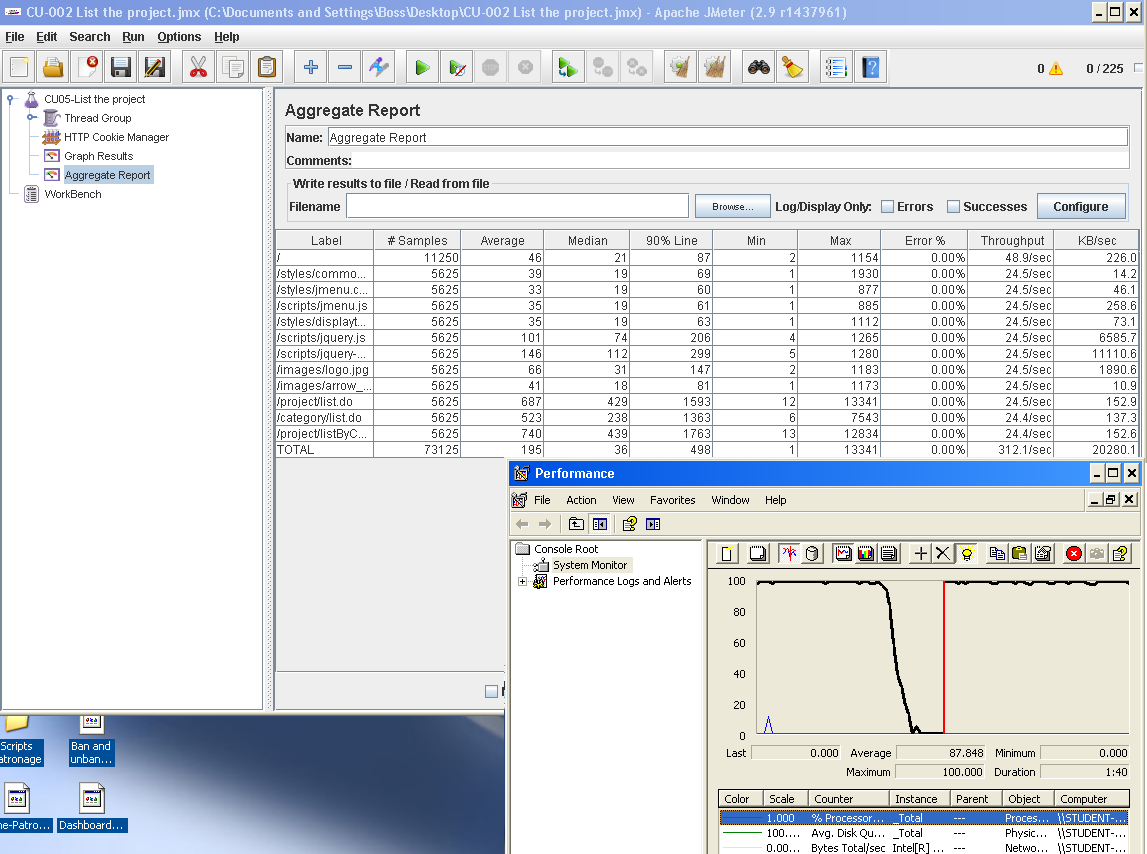 CU-002 List the project.jmx (C:\Documents and Settings\Boss\Desktop\CU-002 List the project.jmx) - Apache JMeter (2.9 r1437961)
File Edit Search Run Options Help
0 0 / 225
CU05-List the project
Thread Group
HTTP Cookie Manager
Graph Results
Aggregate Report
WorkBench
Aggregate Report
Name: Aggregate Report
Comments:
Write results to file / Read from file
Filename Browse... Log/Display Only: Errors Successes Configure
Label # Samples Average Median 90% Line Min Max Error % Throughput KB/sec
/ 11250 46 21 87 2 1154 0.00% 48.9/sec 226.0
/styles/commo... 5625 39 19 69 1 1930 0.00% 24.5/sec 14.2
/styles/jmenu.c... 5625 33 19 60 1 877 0.00% 24.5/sec 46.1
/scripts/jmenu.js 5625 35 19 61 1 885 0.00% 24.5/sec 258.6
/styles/displayt... 5625 35 19 63 1 1112 0.00% 24.5/sec 73.1
/scripts/jquery.js 5625 101 74 206 4 1265 0.00% 24.5/sec 6585.7
/scripts/jquery-... 5625 146 112 299 5 1280 0.00% 24.5/sec 11110.6
/images/logo.jpg 5625 66 31 147 2 1183 0.00% 24.5/sec 1890.6
/images/arrow_... 5625 41 18 81 1 1173 0.00% 24.5/sec 10.9
/project/list.do 5625 687 429 1593 12 13341 0.00% 24.5/sec 152.9
/category/list.do 5625 523 238 1363 6 7543 0.00% 24.4/sec 137.3
/project/listByC... 5625 740 439 1763 13 12834 0.00% 24.4/sec 152.6
TOTAL 73125 195 36 498 1 13341 0.00% 312.1/sec 20280.1
Performance
File Action View Favorites Window Help
Console Root
System Monitor
Performance Logs and Alerts
100
80
60
40
20
0
Last 0.000 Average 87.848 Minimum 0.000
Maximum 100.000 Duration 1:40
Color Scale Counter Instance Parent Object Computer
1.000 % Processor... _Total --- Proces... \\STUDENT-...
100.... Avg. Disk Qu... _Total --- Physic... \\STUDENT-...
0.00... Bytes Total/sec Intel[R] ... --- Netwo... \\STUDENT-...
Scripts
atronage
Ban and
unban...
ne-Patro...
Dashboard...